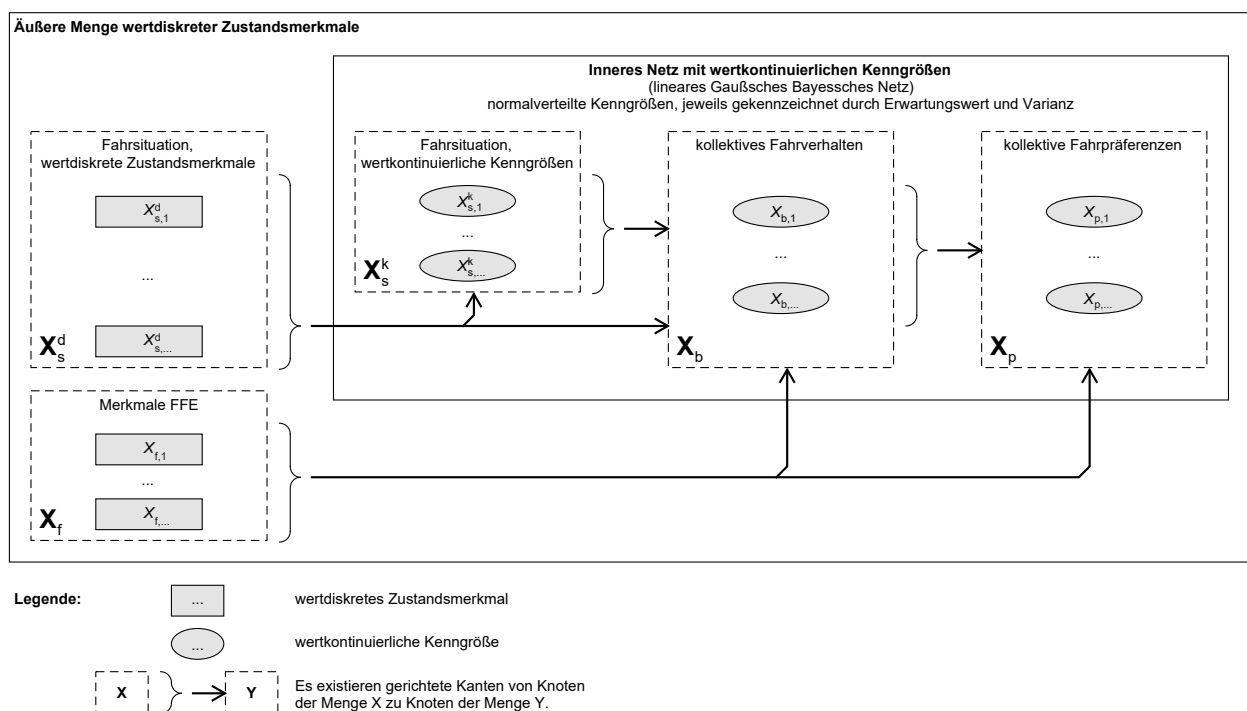 Äußere Menge wertdiskreter Zustandsmerkmale
Inneres Netz mit wertkontinuierlichen Kenngrößen
(lineares Gaußsches Bayessches Netz)
normalverteilte Kenngrößen, jeweils gekennzeichnet durch Erwartungswert und Varianz
Fahrsituation,
wertdiskrete Zustandsmerkmale
X^d_s,1
...
X^d_s,...
X^d_s
Fahrsituation,
wertkontinuierliche Kenngrößen
X^k_s,1
...
X^k_s,...
X^k_s
kollektives Fahrverhalten
X_b,1
...
X_b,...
X_b
kollektive Fahrpräferenzen
X_p,1
...
X_p,...
X_p
Merkmale FFE
X_f,1
...
X_f,...
X_f
Legende:
...
wertdiskretes Zustandsmerkmal
...
wertkontinuierliche Kenngröße
X
Y
Es existieren gerichtete Kanten von Knoten
der Menge X zu Knoten der Menge Y.